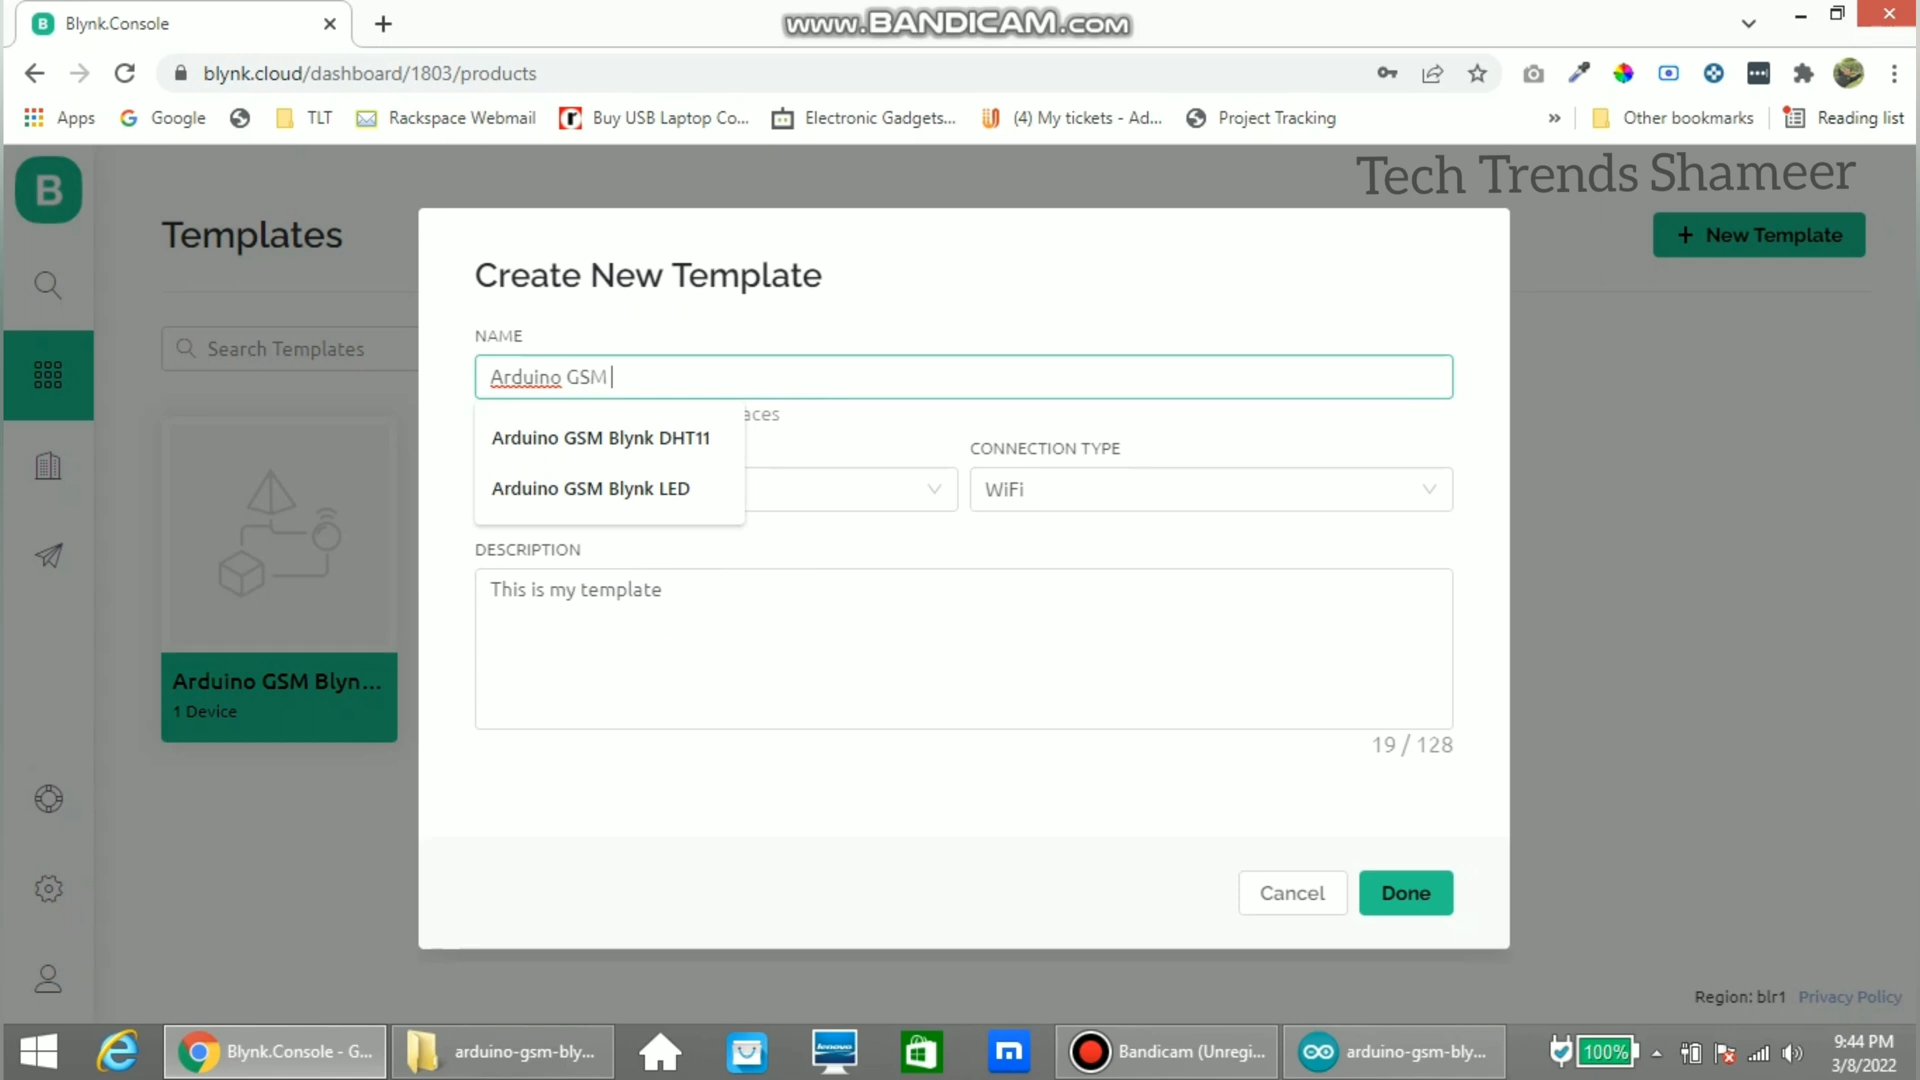 Blynk.Console
www.BANDICAM.com
blynk.cloud/dashboard/1803/products
Apps
Google
TLT
Rackspace Webmail
Buy USB Laptop Co...
Electronic Gadgets...
(4) My tickets - Ad...
Project Tracking
»
Other bookmarks
Reading list
B
Tech Trends Shameer
Templates
+ New Template
Search Templates
Create New Template
NAME
Arduino GSM
aces
Arduino GSM Blynk DHT11
Arduino GSM Blynk LED
CONNECTION TYPE
WiFi
DESCRIPTION
This is my template
19 / 128
Arduino GSM Blyn...
1 Device
Cancel
Done
Region: blr1 Privacy Policy
Blynk.Console - G...
arduino-gsm-bly...
lenovo
Bandicam (Unregi...
arduino-gsm-bly...
100%
9:44 PM
3/8/2022